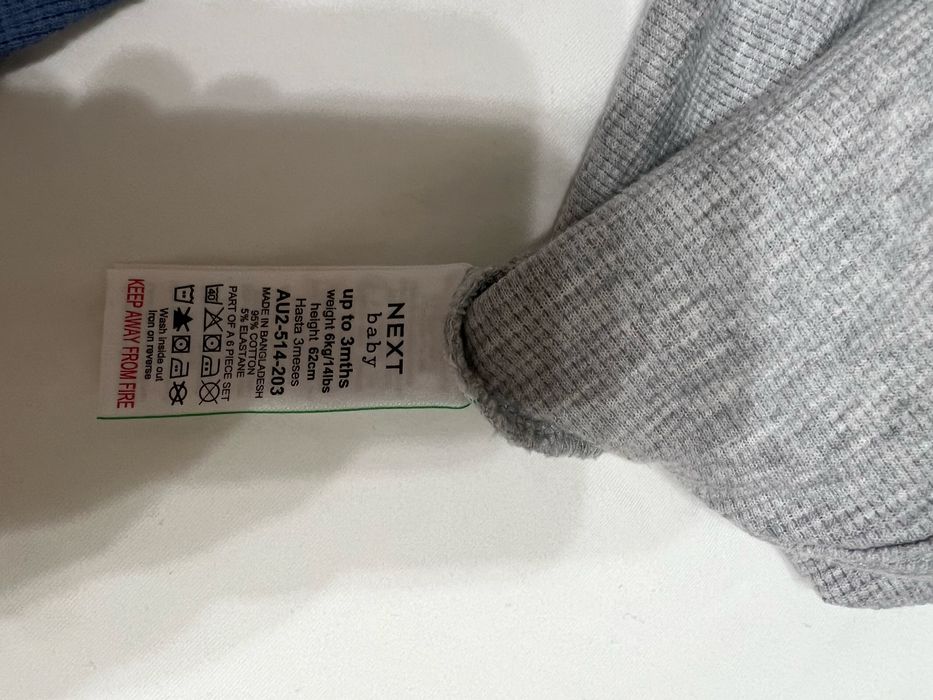 NEXT
baby
up to 3mths
weight 6kg/14lbs
height 62cm
Hasta 3meses
AU2-514-203
MADE IN BANGLADESH
95% COTTON
5% ELASTANE
PART OF A 6 PIECE SET
40
Wash inside out
Iron on reverse
KEEP AWAY FROM FIRE